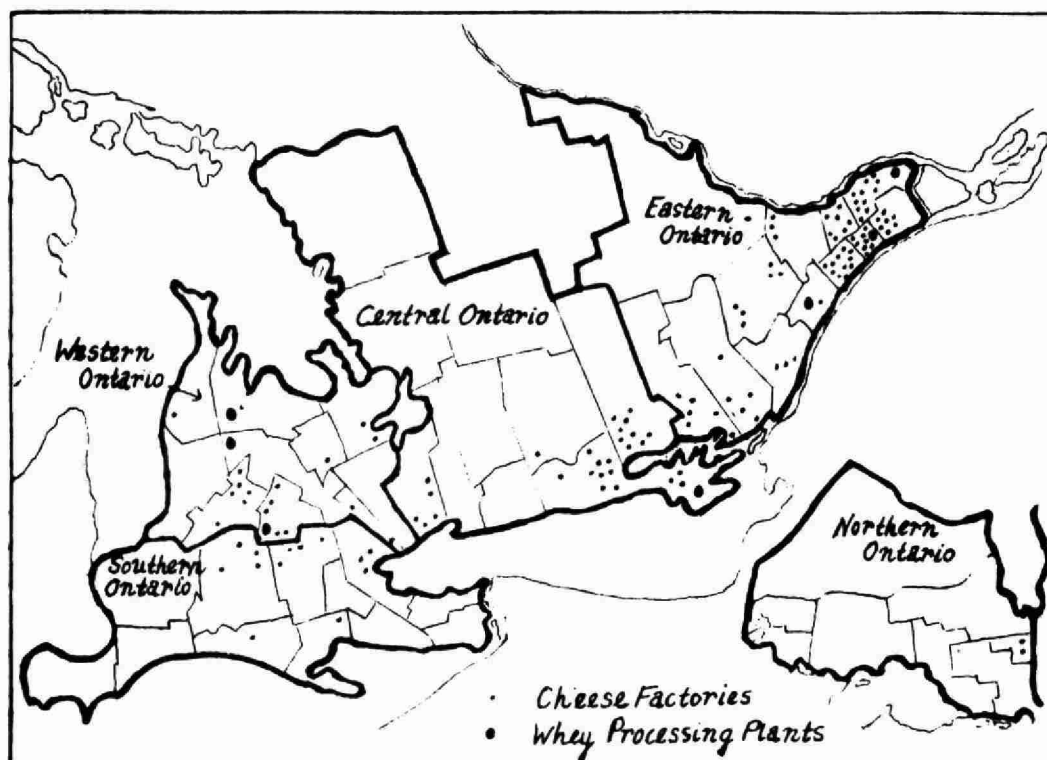 Eastern
Ontario
Central Ontario
Western
Ontario
Southern
Ontario
Northern
Ontario
Cheese Factories
Whey Processing Plants